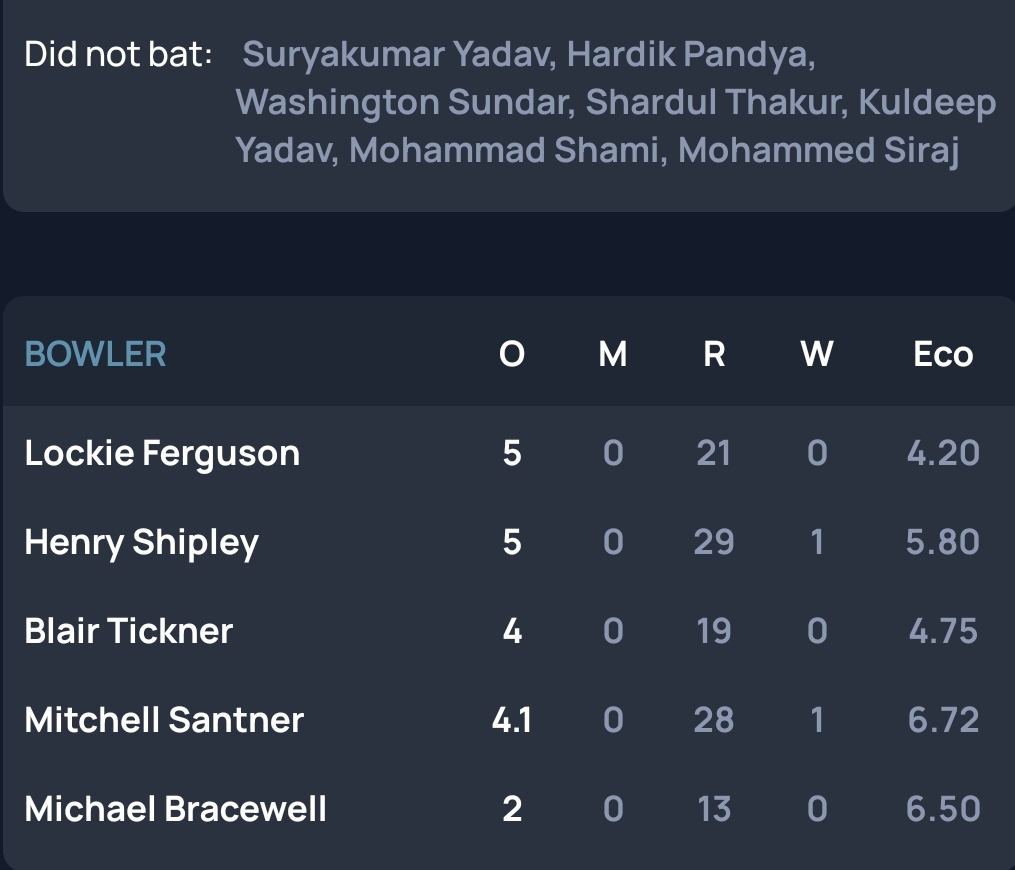 Did not bat: Suryakumar Yadav, Hardik Pandya,
Washington Sundar, Shardul Thakur, Kuldeep
Yadav, Mohammad Shami, Mohammed Siraj
BOWLER O M R W Eco
Lockie Ferguson 5 0 21 0 4.20
Henry Shipley 5 0 29 1 5.80
Blair Tickner 4 0 19 0 4.75
Mitchell Santner 4.1 0 28 1 6.72
Michael Bracewell 2 0 13 0 6.50